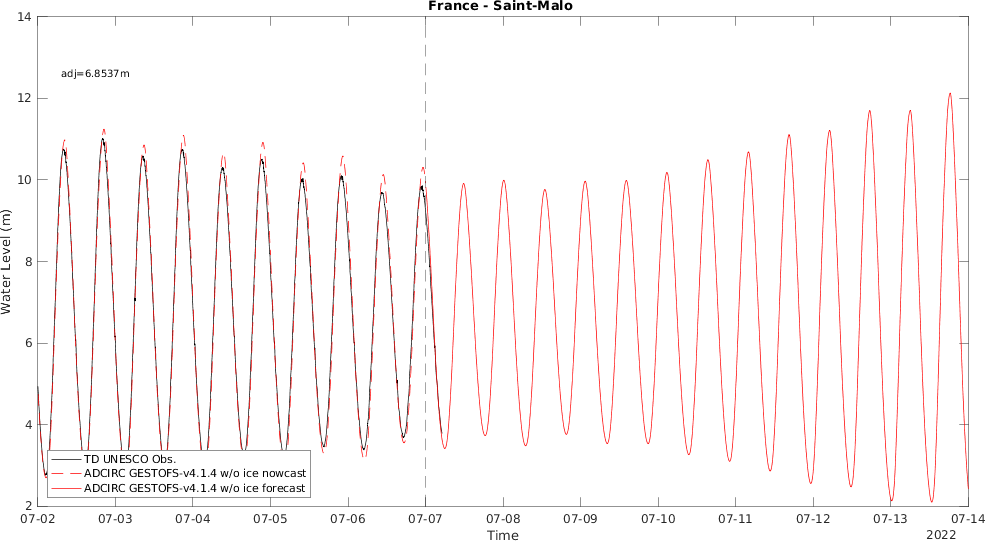 France - Saint-Malo
14
adj=6.8537m
12
10
8
6
4
2
Water Level (m)
TD UNESCO Obs.
ADCIRC GESTOFS-v4.1.4 w/o ice nowcast
ADCIRC GESTOFS-v4.1.4 w/o ice forecast
07-02 07-03 07-04 07-05 07-06 07-07 07-08 07-09 07-10 07-11 07-12 07-13 07-14
Time
2022